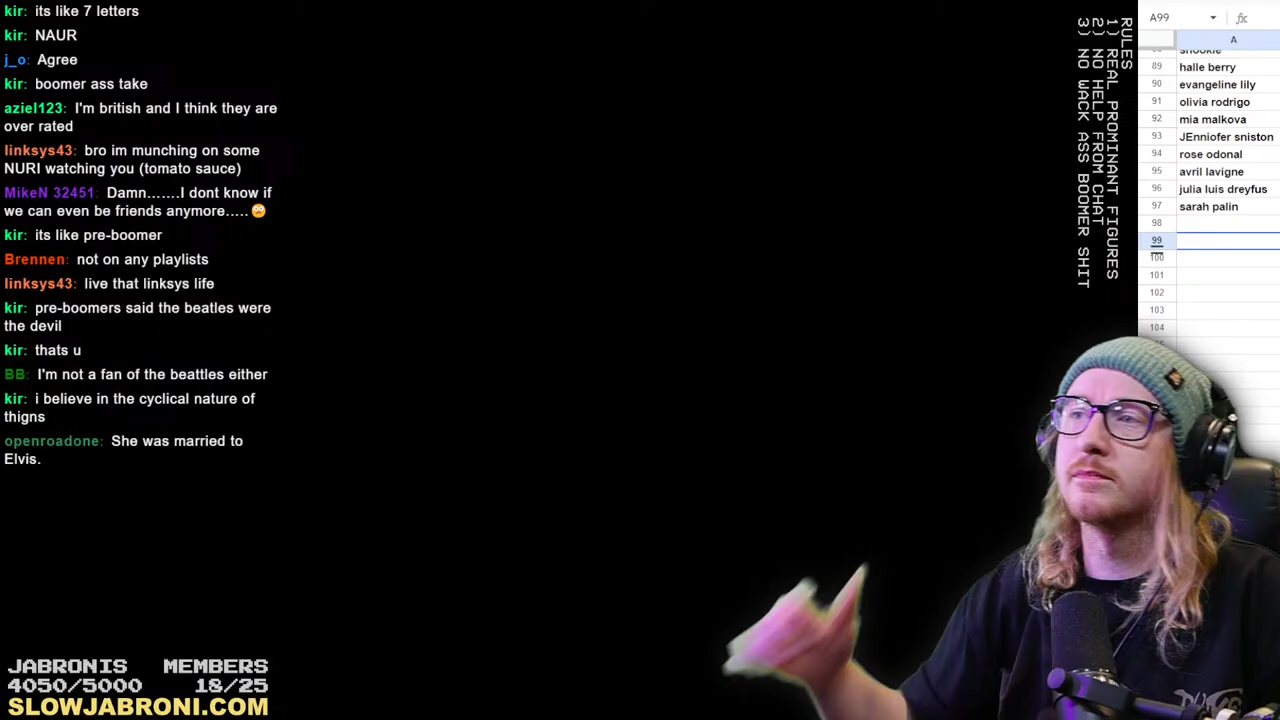 kir: its like 7 letters
kir: NAUR
j_o: Agree
kir: boomer ass take
aziel123: I'm british and I think they are
over rated
linksys43: bro im munching on some
NURI watching you (tomato sauce)
MikeN 32451: Damn.......I dont know if
we can even be friends anymore.....
kir: its like pre-boomer
Brennen: not on any playlists
linksys43: live that linksys life
kir: pre-boomers said the beatles were
the devil
kir: thats u
BB: I'm not a fan of the beattles either
kir: i believe in the cyclical nature of
thigns
openroadone: She was married to
Elvis.
JABRONIS MEMBERS
4050/5000 18/25
SLOWJABRONI.COM
RULES
1) REAL PROMINANT FIGURES
2) NO HELP FROM CHAT
3) NO WACK ASS BOOMER SHIT
A99 fx
A
snookie
89 halle berry
90 evangeline lily
91 olivia rodrigo
92 mia malkova
93 JEnniofer sniston
94 rose odonal
95 avril lavigne
96 julia luis dreyfus
97 sarah palin
98
99
100
101
102
103
104